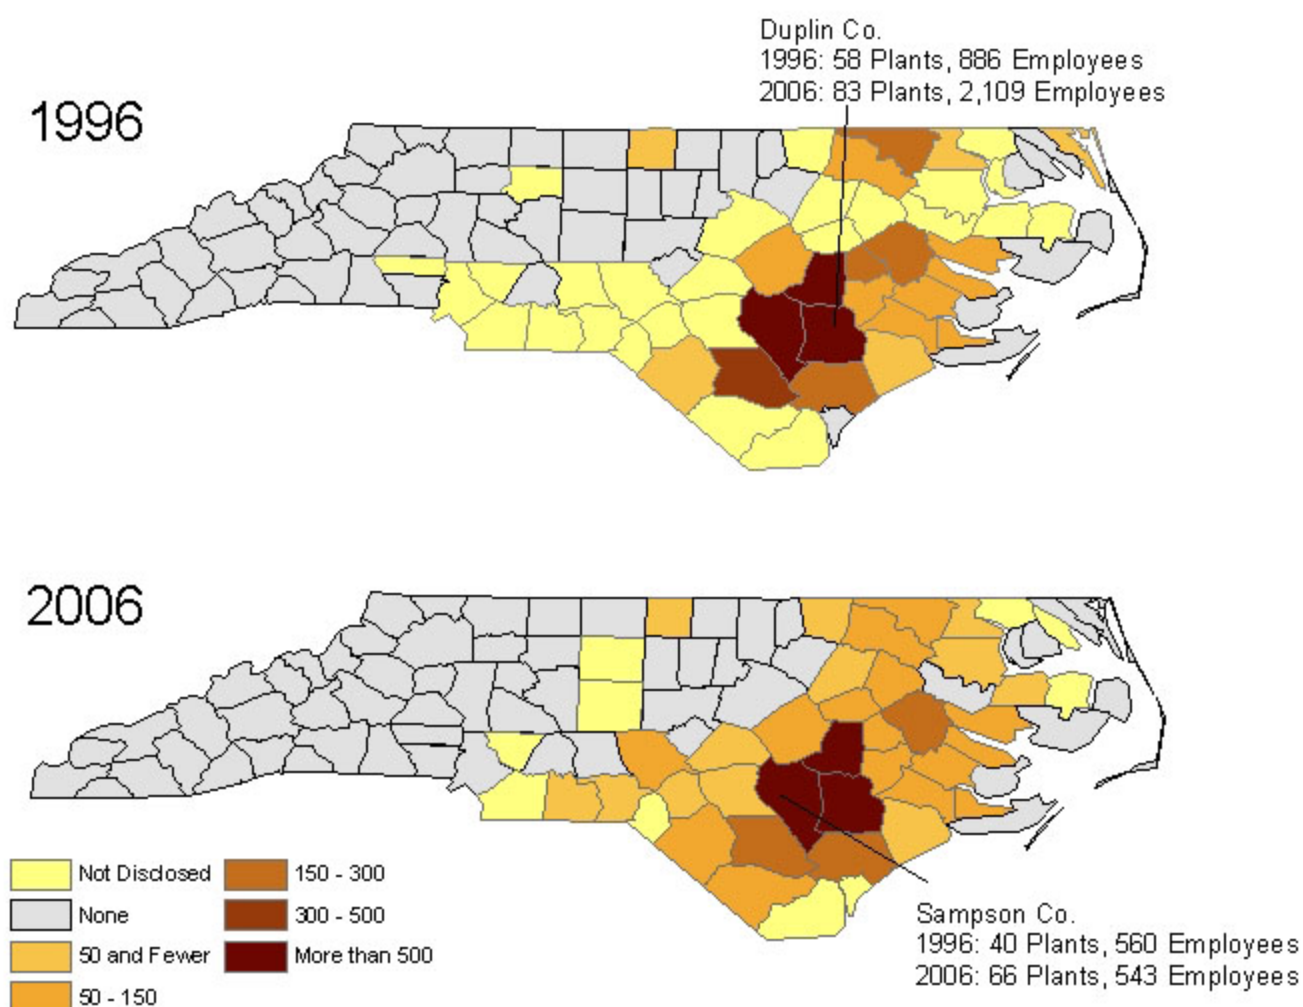 Duplin Co.
1996: 58 Plants, 886 Employees
2006: 83 Plants, 2,109 Employees
1996
2006
Not Disclosed
None
50 and Fewer
50 - 150
150 - 300
300 - 500
More than 500
Sampson Co.
1996: 40 Plants, 560 Employees
2006: 66 Plants, 543 Employees